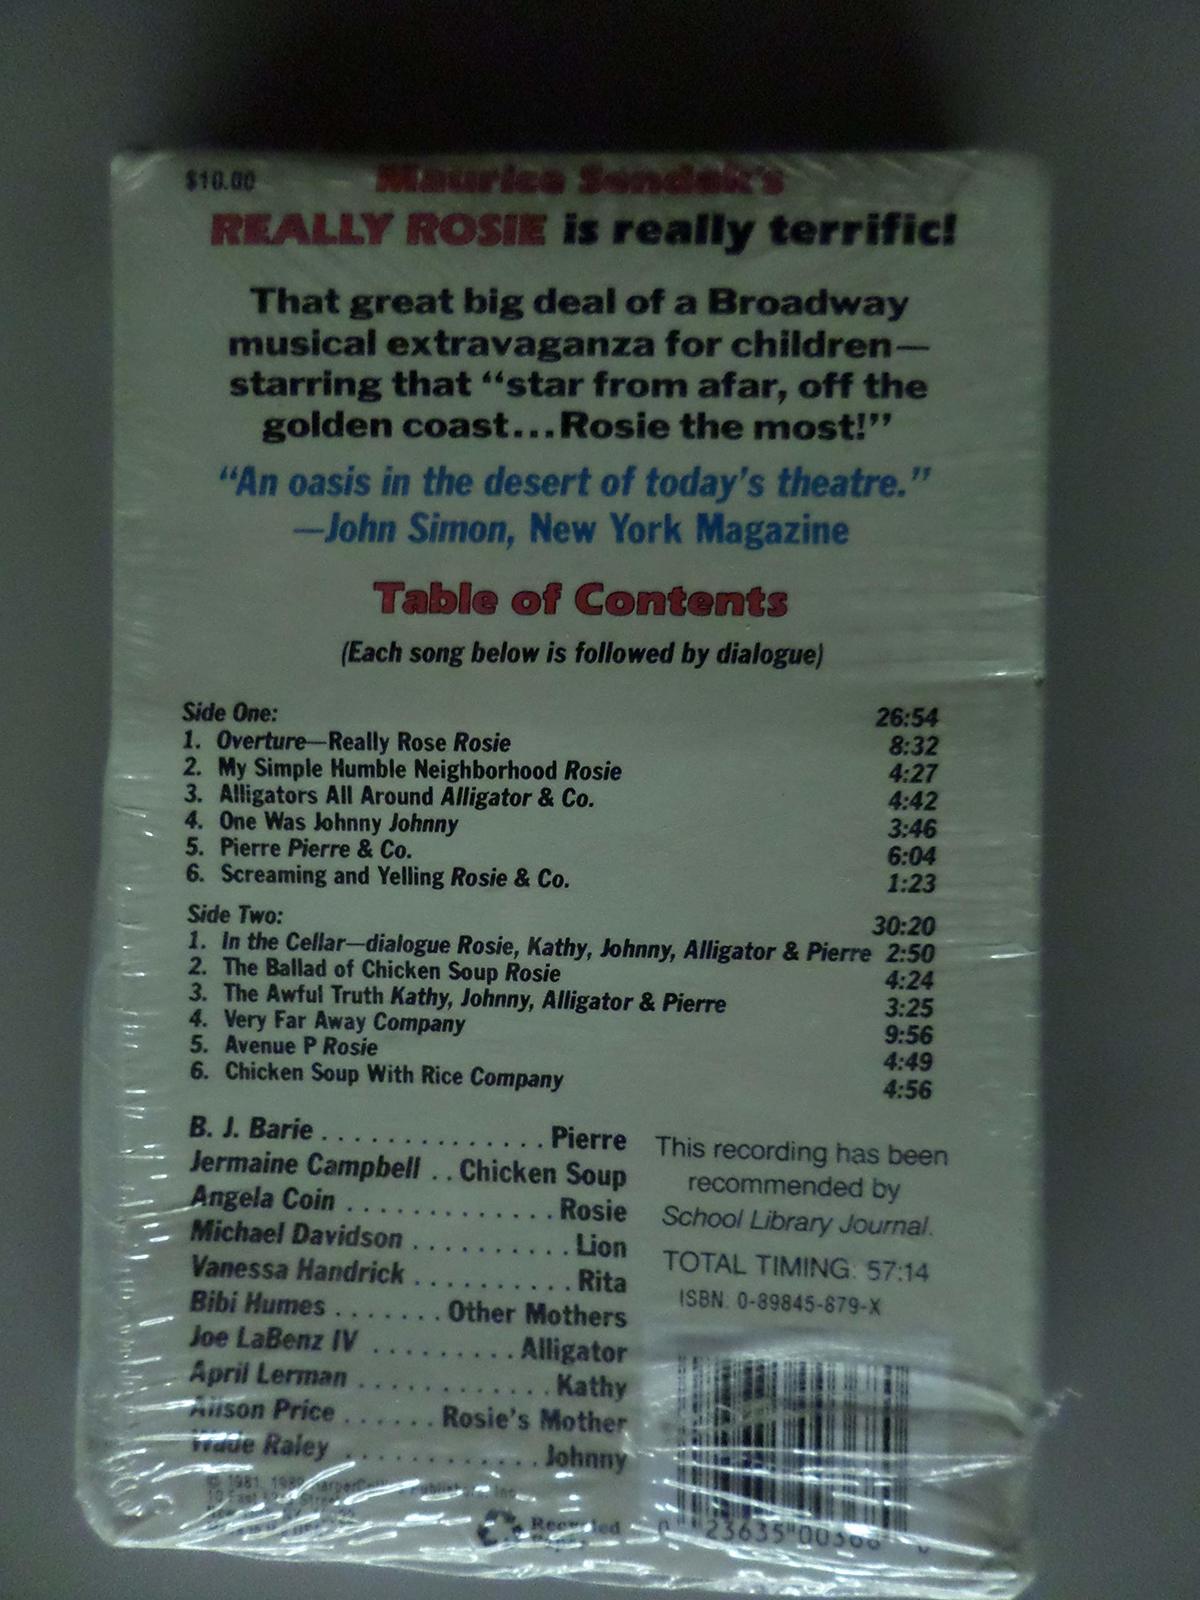 $10.00
Maurice Sendak's
REALLY ROSIE is really terrific!
That great big deal of a Broadway
musical extravaganza for children—
starring that “star from afar, off the
golden coast...Rosie the most!”
“An oasis in the desert of today’s theatre.”
—John Simon, New York Magazine
Table of Contents
(Each song below is followed by dialogue)
Side One: 26:54
1. Overture—Really Rose Rosie 8:32
2. My Simple Humble Neighborhood Rosie 4:27
3. Alligators All Around Alligator & Co. 4:42
4. One Was Johnny Johnny 3:46
5. Pierre Pierre & Co. 6:04
6. Screaming and Yelling Rosie & Co. 1:23
Side Two: 30:20
1. In the Cellar—dialogue Rosie, Kathy, Johnny, Alligator & Pierre 2:50
2. The Ballad of Chicken Soup Rosie 4:24
3. The Awful Truth Kathy, Johnny, Alligator & Pierre 3:25
4. Very Far Away Company 9:56
5. Avenue P Rosie 4:49
6. Chicken Soup With Rice Company 4:56
B. J. Barie .............. Pierre
Jermaine Campbell .. Chicken Soup
Angela Coin ............. Rosie
Michael Davidson .......... Lion
Vanessa Handrick .......... Rita
Bibi Humes ....... Other Mothers
Joe LaBenz IV ......... Alligator
April Lerman ............ Kathy
Alison Price ...... Rosie's Mother
Wade Raley ............ Johnny
This recording has been
recommended by
School Library Journal.
TOTAL TIMING: 57:14
ISBN: 0-89845-879-X
© 1981, Publishers, Inc.
Recycled
0 23635 00368